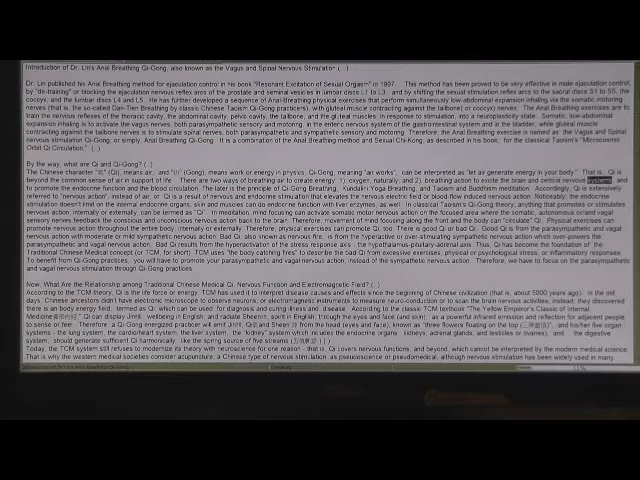 Introduction of Dr. Lin's Anal Breathing Qi-Gong, also known as the Vagus and Spinal Nervous Stimulation (...)
Dr. Lin published his Anal Breathing method for ejaculation control in his book "Resonant Excitation of Sexual Orgasm" in 1997. This method has been proved to be very effective in male ejaculation control,
by "de-training" or blocking the ejaculation nervous reflex arcs of the prostate and seminal vesicles in lumbar discs L1 to L3, and by shifting the sexual stimulation reflex arcs to the sacral discs S1 to S5, the
coccyx, and the lumbar discs L4 and L5. He has further developed a sequence of Anal-Breathing physical exercises that perform simultaneously low-abdominal expansion inhaling via the somatic motoring
nerves (that is, the so-called Dan-Tien Breathing by classic Chinese Taoism Qi-Gong practicers), with gluteal muscle contracting against the tailbone( or coccyx) nerves. The Anal Breathing exercises are to
train the nervous reflexes of the thoracic cavity, the abdominal cavity, pelvic cavity, the tailbone, and the gluteal muscles, in response to stimulation, into a neuroplasticity state. Somatic, low-abdominal
expansion inhaling is to activate the vagus nerves, both parasympathetic sensory and motoring, in the enteric nervous system of the gastrointestinal system and in the bladder, while gluteal muscle
contracting against the tailbone nerves is to stimulate spinal nerves, both parasympathetic and sympathetic sensory and motoring. Therefore, the Anal Breathing exercise is named as the Vagus and Spinal
Nervous Stimulation Qi-Gong, or simply, Anal Breathing Qi-Gong. It is a combination of the Anal Breathing Method and Sexual Chi-Kong, as described in his book, for the classical Taoism's "Microcosmic
Orbit Qi Circulation." (...)
By the way, what are Qi and Qi-Gong? (...)
The Chinese character "氣" (Qi), means air, and "功" (Gong), means work or energy in physics, Qi-Gong, meaning "air works", can be interpreted as "let air generate energy in your body." That is, Qi is
beyond the common sense of air in support of life. There are two ways of breathing air to create energy: 1). oxygen, naturally, and 2). breathing action to excite the brain and central nervous systems, and
to promote the endocrine function and the blood circulation. The later is the principle of Qi-Gong Breathing, Kundalini Yoga Breathing, and Taoism and Buddhism meditation. Accordingly, Qi is extensively
referred to "nervous action", instead of air, or Qi is a result of nervous and endocrine stimulation that elevates the nervous electric field or blood-flow induced nervous action. Noticeably, the endocrine
stimulation doesn't limit on the internal endocrine organs, skin and muscles can do endocrine function with liver enzymes, as well. In classical Taoism's Qi-Gong theory, anything that promotes or stimulates
nervous action, internally or externally, can be termed as "Qi". In meditation, mind focusing can activate somatic motor nervous action on the focused area where the somatic, autonomous or/and vagal
sensory nerves feedback the conscious and unconscious nervous action back to the brain. Therefore, mind focusing along the front and the body can "circulate" Qi. Physical exercises can
promote nervous action throughout the entire body, internally or externally. Therefore, physical exercises can promote Qi, too. There is good Qi or bad Qi. Good Qi is from the parasympathetic and vagal
nervous action with moderate or mild sympathetic nervous action. Bad Qi, also known as nervous fire, is from the hyperactive or over-stimulating sympathetic nervous action which over-powers the
parasympathetic and vagal nervous action. Bad Qi results from the hyperactivation of the stress response axis - the hypothalamus-pituitary-adrenal axis. Thus, Qi has become the foundation of the
Traditional Chinese Medical concept (or TCM, for short). TCM uses "the body catching fires" to describe the bad Qi from excessive exercises, physical or psychological stress, or inflammatory responses.
To benefit from Qi-Gong practices, you will have to promote your parasympathetic and vagal nervous action, instead of the sympathetic nervous action. Therefore, we have to focus on the parasympathetic
and vagal nervous stimulation through Qi-Gong practices.
Now, What Are the Relationship among Traditional Chinese Medical Qi, Nervous Function and Electromagnetic Field? (...)
According to the TCM theory, Qi is the life force or energy. TCM has used it to interpret disease causes and effects since the beginning of Chinese civilization (that is, about 5000 years ago). In the old
days, Chinese ancestors didn't have electronic microscope to observe neurons, or electromagnetic instruments to measure neuro-conduction or to scan the brain nervous activities; instead, they discovered
there is an body energy field, termed as Qi, which can be used for diagnosis and curing illness and disease. According to the classic TCM textbook "The Yellow Emperor's Classic of Internal
Qi can display wellbeing in English, and radiate Sheen spirit in English, through the eyes and face (and skin), as a powerful infrared emission and reflection for adjacent people
to sense or feel. Therefore, a Qi-Gong energized practicer will emit Qi and Sheen from the head (eyes and face), known as "three flowers floating on the top and his/her five organ
systems - the lung system, the cardio/heart system, the liver system, the "kidney" system which includes the endocrine organs, kidneys, adrenal glands, and testicles or ovaries), and the digestive
system, should generate sufficient Qi harmonically, like the spring source of five streams
Today, the TCM system still refuses to modernize its theory with neuroscience for one reason - that is, Qi covers nervous functions, and beyond, which cannot be interpreted by the modern medical science.
That is why the western medical societies consider acupuncture, a Chinese type of nervous stimulation, as pseudoscience or pseudomedical, although nervous stimulation has been widely used in many